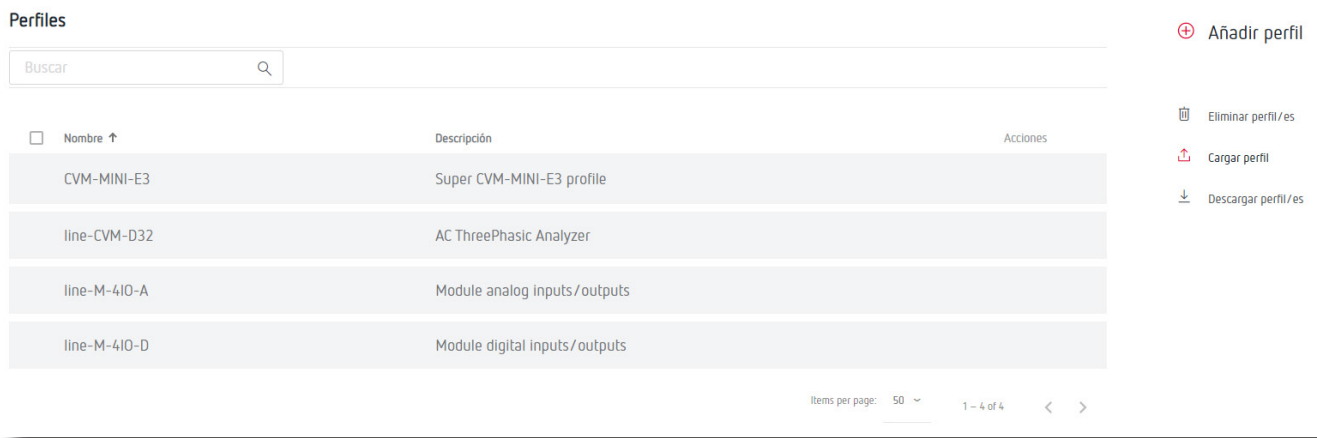 Perfiles
Añadir perfil
Buscar
Eliminar perfil/es
Nombre ↑ Descripción Acciones
Cargar perfil
CVM-MINI-E3 Super CVM-MINI-E3 profile
Descargar perfil/es
line-CVM-D32 AC ThreePhasic Analyzer
line-M-4IO-A Module analog inputs/outputs
line-M-4IO-D Module digital inputs/outputs
Items per page: 50 1 – 4 of 4